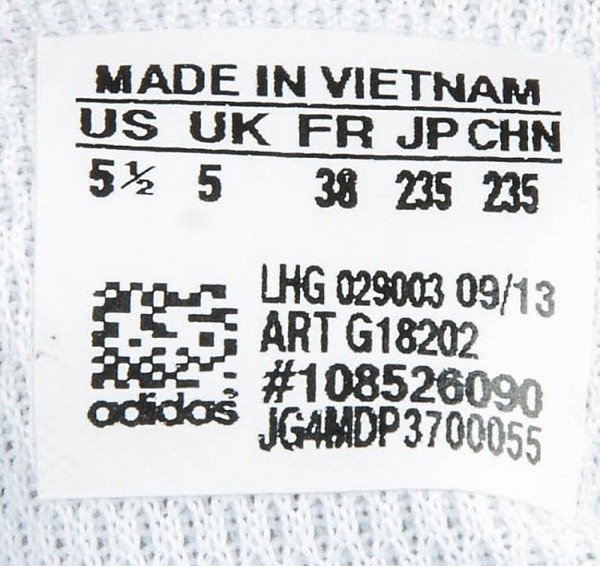 MADE IN VIETNAM
US UK FR JP CHN
5½ 5 38 235 235
LHG 029003 09/13
ART G18202
#108526090
adidas
JG4MDP3700055